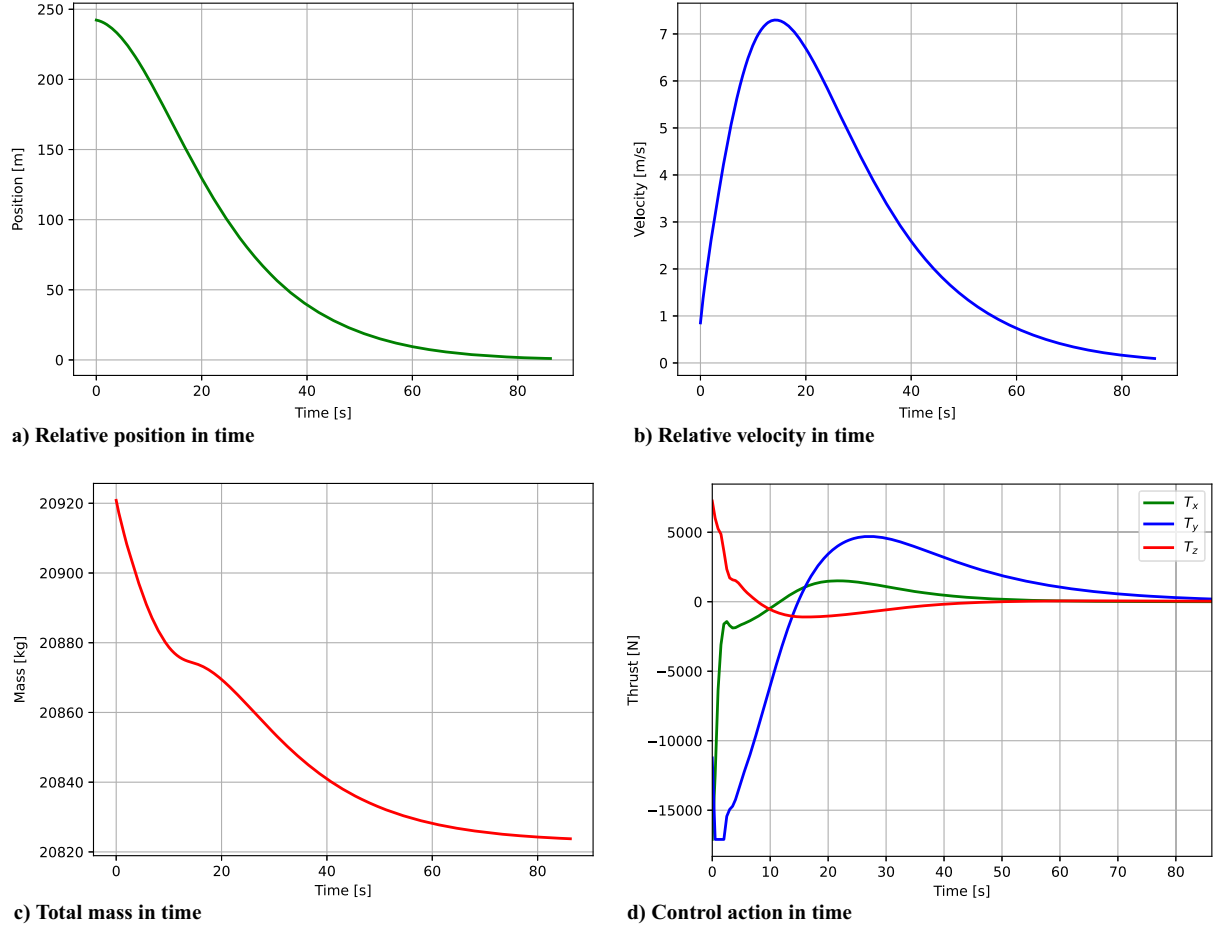 250
200
150
100
50
0
Position [m]
0 20 40 60 80
Time [s]
a) Relative position in time
7
6
5
4
3
2
1
0
Velocity [m/s]
0 20 40 60 80
Time [s]
b) Relative velocity in time
20920
20900
20880
20860
20840
20820
Mass [kg]
0 20 40 60 80
Time [s]
c) Total mass in time
5000
0
−5000
−10000
−15000
Thrust [N]
T_x
T_y
T_z
0 10 20 30 40 50 60 70 80
Time [s]
d) Control action in time